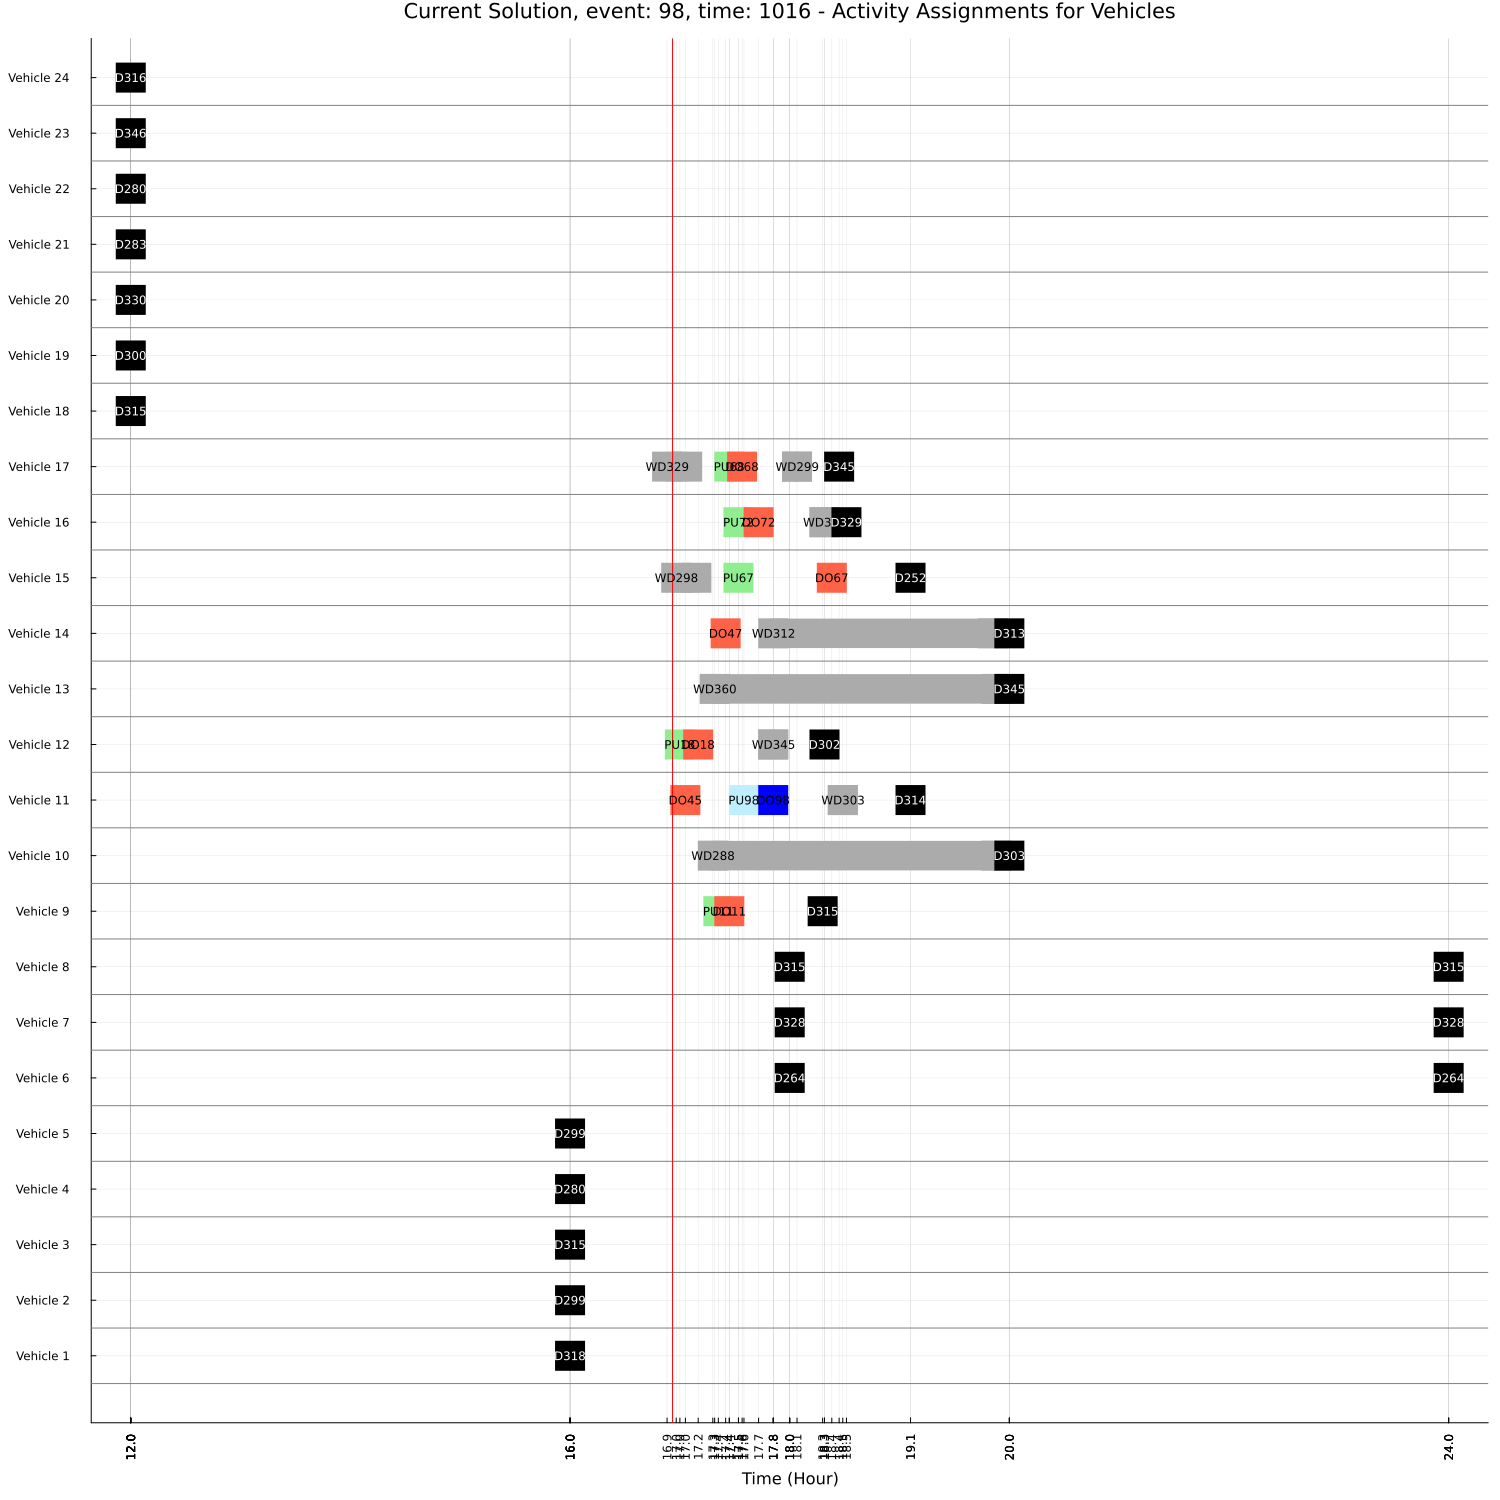 Current Solution, event: 98, time: 1016 - Activity Assignments for Vehicles
Vehicle 24 D316
Vehicle 23 D346
Vehicle 22 D280
Vehicle 21 D283
Vehicle 20 D330
Vehicle 19 D300
Vehicle 18 D315
Vehicle 17 WD329 PU68 DO68 WD299 D345
Vehicle 16 PU72 DO72 D329
Vehicle 15 WD298 PU67 DO67 D252
Vehicle 14 DO47 WD312 D313
Vehicle 13 WD360 D345
Vehicle 12 PU18 DO18 WD345 D302
Vehicle 11 DO45 PU98 DO98 WD303 D314
Vehicle 10 WD288 D303
Vehicle 9 PU11 DO11 D315
Vehicle 8 D315 D315
Vehicle 7 D328 D328
Vehicle 6 D264 D264
Vehicle 5 D299
Vehicle 4 D280
Vehicle 3 D315
Vehicle 2 D299
Vehicle 1 D318
12.0 16.0 16.9 17.0 17.2 17.7 17.8 18.0 18.1 19.1 20.0 24.0
Time (Hour)